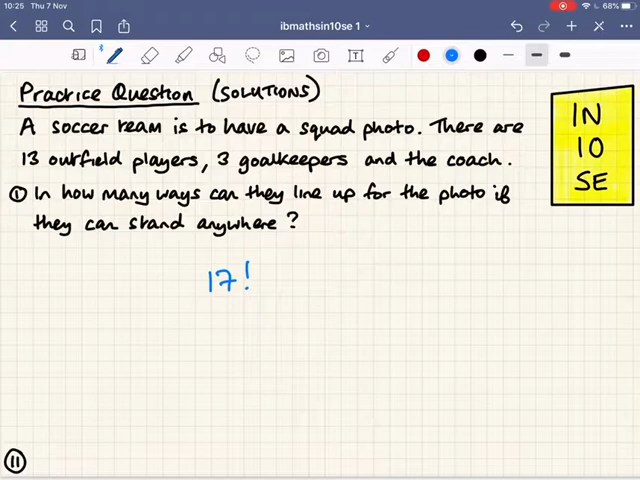 10:25 Thu 7 Nov
68%
ibmathsin10se 1
Practice Question (SOLUTIONS)
A soccer team is to have a squad photo. There are
13 outfield players, 3 goalkeepers and the coach.
① In how many ways can they line up for the photo if
they can stand anywhere?
17!
IN
10
SE
11